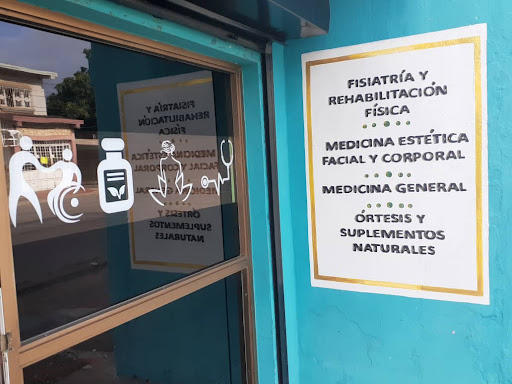 FISIATRÍA Y
REHABILITACIÓN
FÍSICA
MEDICINA ESTÉTICA
FACIAL Y CORPORAL
MEDICINA GENERAL
ÓRTESIS Y
SUPLEMENTOS
NATURALES